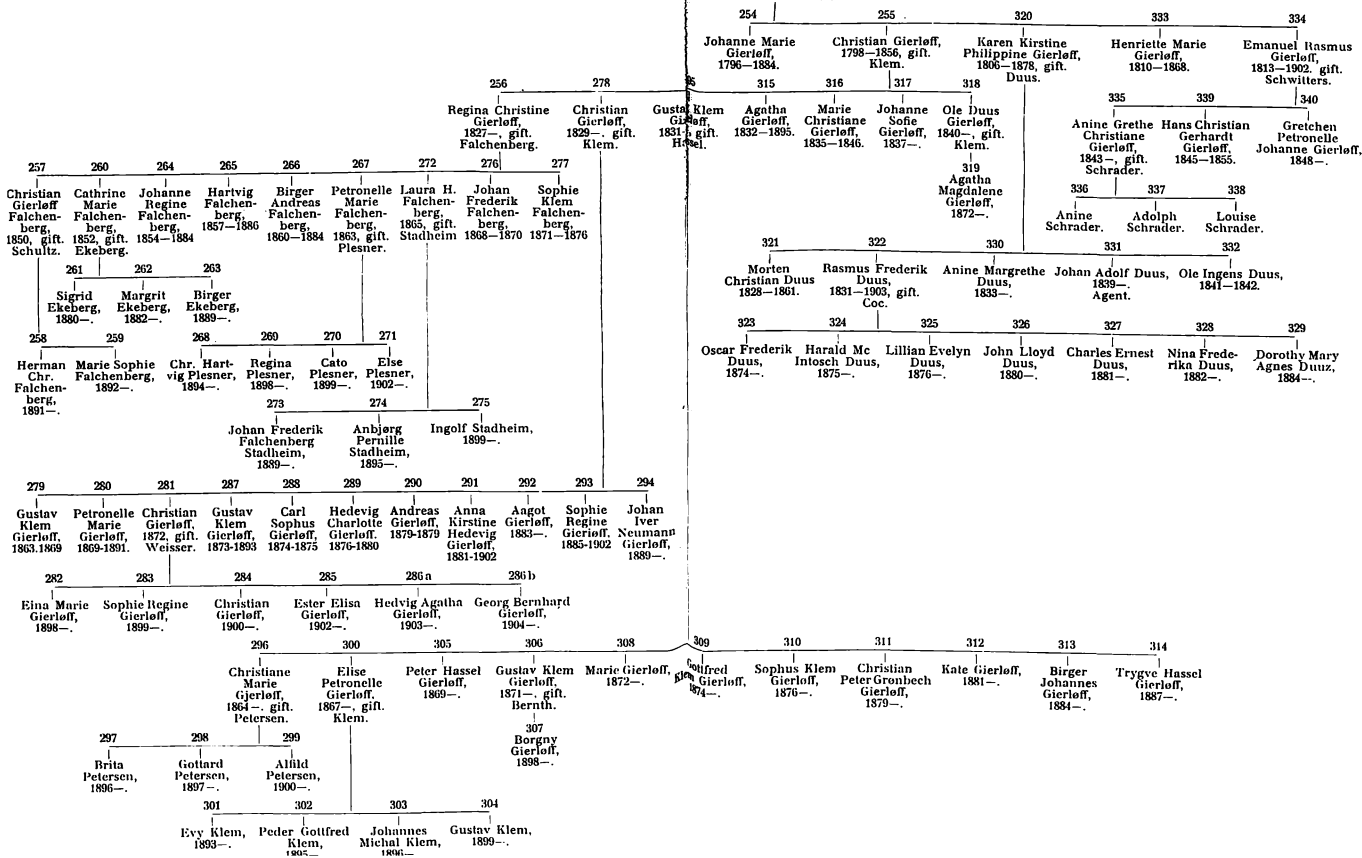 254
Johanne Marie
Gierløff,
1796—1884.
255
Christian Gierløff,
1798—1856, gift.
Klem.
320
Karen Kirstine
Philippine Gierløff,
1806—1878, gift.
Duus.
333
Henriette Marie
Gierløff,
1810—1868.
334
Emanuel Rasmus
Gierløff,
1813—1902. gift.
Schwitters.
256
Regina Christine
Gierløff,
1827—, gift.
Falchenberg.
278
Christian
Gierløff,
1829—. gift.
Klem.
Gustav Klem
1831— gift.
315
Agatha
Gierløff,
1832—1895.
316
Marie
Christiane
Gierløff,
1835—1846.
317
Johanne
Sofie
Gierløff,
1837—.
318
Ole Duus
Gierløff,
1840—, gift.
Klem.
319
Agatha
Magdalene
Gierløff,
1872—.
335
Anine Grethe
Christiane
Gierløff,
1843—, gift.
Schrader.
339
Hans Christian
Gerhardt
Gierløff,
1845—1855.
340
Gretchen
Petronelle
Johanne Gierløff,
1848—.
336
Anine
Schrader.
337
Adolph
Schrader.
338
Louise
Schrader.
257
Christian
Gierløff
Falchen-
berg,
1850, gift.
Schultz.
260
Cathrine
Marie
Falchen-
berg,
1852, gift.
Ekeberg.
264
Johanne
Regine
Falchen-
berg,
1854—1884
265
Hartvig
Falchen-
berg,
1857—1886
266
Birger
Andreas
Falchen-
berg,
1860—1884
267
Petronelle
Marie
Falchen-
berg,
1863, gift.
Plesner.
272
Laura H.
Falchen-
berg,
1865, gift.
Stadheim
276
Johan
Frederik
Falchen-
berg,
1868—1870
277
Sophie
Klem
Falchen-
berg,
1871—1876
321
Morten
Christian Duus
1828—1861.
322
Rasmus Frederik
Duus,
1831—1903, gift.
Coc.
330
Anine Margrethe
Duus,
1833—.
331
Johan Adolf Duus,
1839—.
Agent.
332
Ole Ingens Duus,
1841—1842.
261
Sigrid
Ekeberg,
1880—.
262
Margrit
Ekeberg,
1882—.
263
Birger
Ekeberg,
1889—.
258
Herman
Chr.
Falchen-
berg,
1891—.
259
Marie Sophie
Falchenberg,
1892—.
268
Chr. Hart-
vig Plesner,
1894—.
269
Regina
Plesner,
1898—.
270
Cato
Plesner,
1899—.
271
Else
Plesner,
1902—.
323
Oscar Frederik
Duus,
1874—.
324
Harald Mc
Intosch Duus,
1875—.
325
Lillian Evelyn
Duus,
1876—.
326
John Lloyd
Duus,
1880—.
327
Charles Ernest
Duus,
1881—.
328
Nina Frede-
rika Duus,
1882—.
329
Dorothy Mary
Agnes Duuz,
1884—.
273
Johan Frederik
Falchenberg
Stadheim,
1889—.
274
Anbjørg
Pernille
Stadheim,
1895—.
275
Ingolf Stadheim,
1899—.
279
Gustav
Klem
Gierløff,
1863.1869
280
Petronelle
Marie
Gierløff,
1869-1891.
281
Christian
Gierløff,
1872, gift.
Weisser.
287
Gustav
Klem
Gierløff,
1873-1893
288
Carl
Sophus
Gierløff,
1874-1875
289
Hedevig
Charlotte
Gierløff.
1876-1880
290
Andreas
Gierløff,
1879-1879
291
Anna
Kirstine
Hedevig
Gierløff,
1881-1902
292
Aagot
Gierløff,
1883—.
293
Sophie
Regine
Gierløff,
1885-1902
294
Johan
Iver
Neumann
Gierløff,
1889—.
282
Eina Marie
Gierløff,
1898—.
283
Sophie Regine
Gierløff,
1899—.
284
Christian
Gierløff,
1900—.
285
Ester Elisa
Gierløff,
1902—.
286a
Hedvig Agatha
Gierløff,
1903—.
286b
Georg Bernhard
Gierløff,
1904—.
296
Christiane
Marie
Gjerløff,
1864—. gift.
Petersen.
300
Elise
Petronelle
Gierløff,
1867—, gift.
Klem.
305
Peter Hassel
Gierløff,
1869—.
306
Gustav Klem
Gierløff,
1871—, gift.
Bernth.
307
Borgny
Gierløff,
1898—.
308
Marie Gierløff,
1872—.
309
Gottfred
Klem Gierløff,
1874—.
310
Sophus Klem
Gierløff,
1876—.
311
Christian
Peter Grønbech
Gierløff,
1879—.
312
Kate Gierløff,
1881—.
313
Birger
Johannes
Gierløff,
1884—.
314
Trygve Hassel
Gierløff,
1887—.
297
Brita
Petersen,
1896—.
298
Gottard
Petersen,
1897—.
299
Alfild
Petersen,
1900—.
301
Evy Klem,
1893—.
302
Peder Gottfred
Klem,
1895—
303
Johannes
Michal Klem,
1896—
304
Gustav Klem,
1899—.